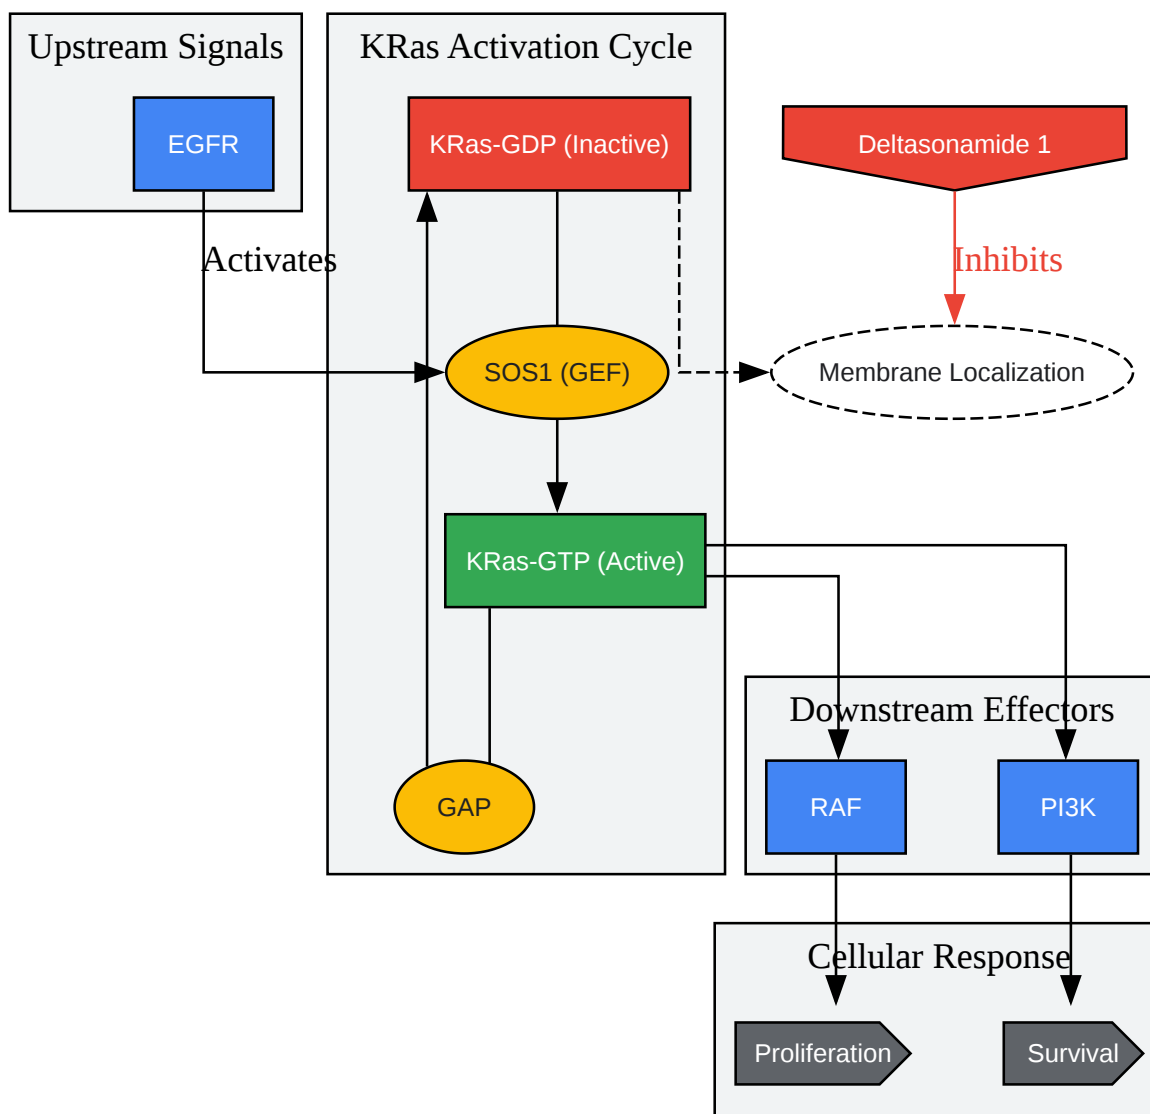 Upstream Signals
KRas Activation Cycle
EGFR
KRas-GDP (Inactive)
Deltasonamide 1
Activates
Inhibits
SOS1 (GEF)
Membrane Localization
KRas-GTP (Active)
Downstream Effectors
GAP
RAF
PI3K
Cellular Response
Proliferation
Survival